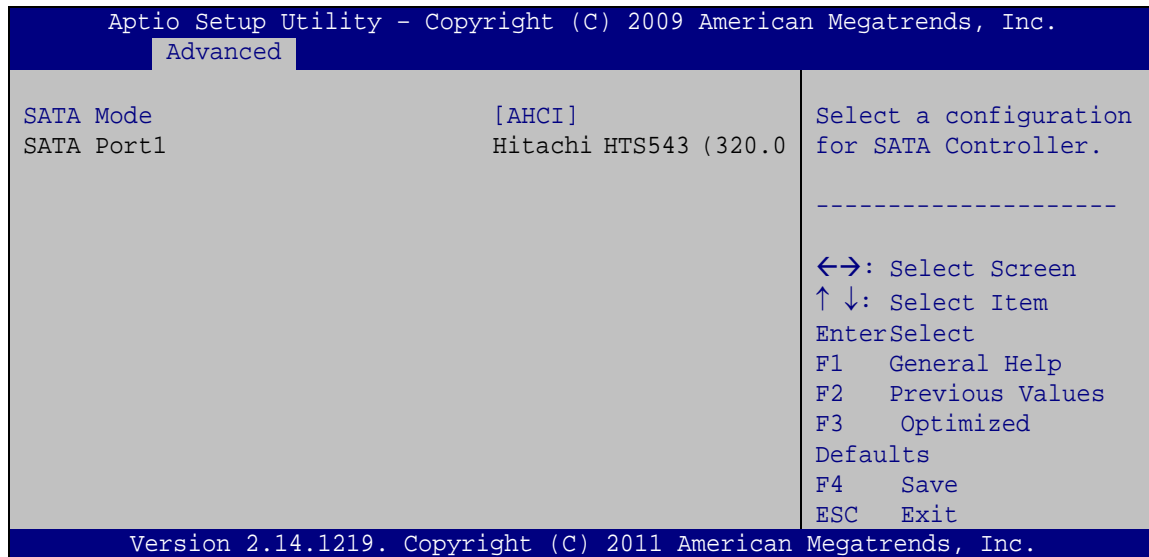 Aptio Setup Utility – Copyright (C) 2009 American Megatrends, Inc.
Advanced
SATA Mode [AHCI]
SATA Port1 Hitachi HTS543 (320.0
Select a configuration
for SATA Controller.
---------------------
←→: Select Screen
↑ ↓: Select Item
EnterSelect
F1 General Help
F2 Previous Values
F3 Optimized
Defaults
F4 Save
ESC Exit
Version 2.14.1219. Copyright (C) 2011 American Megatrends, Inc.